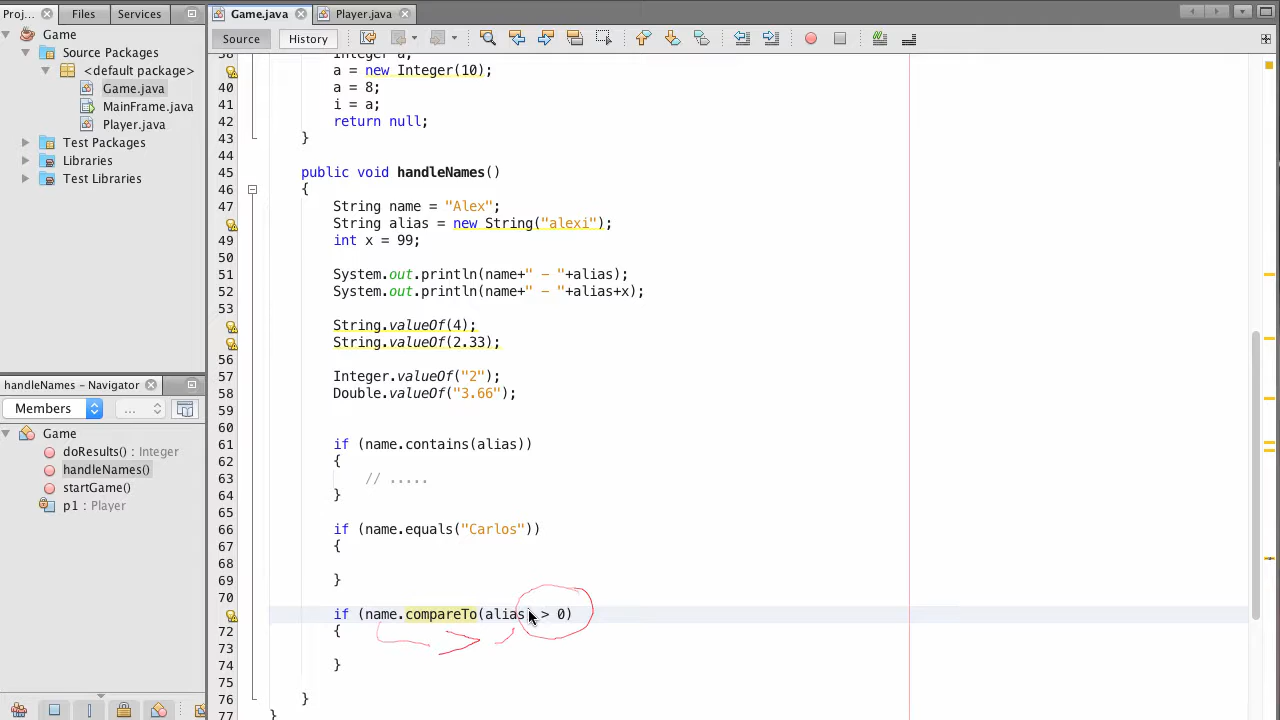 Proj... Files Services
Game.java Player.java
Source History
Game
Source Packages
<default package>
Game.java
MainFrame.java
Player.java
Test Packages
Libraries
Test Libraries
handleNames - Navigator
Members ...
Game
doResults() : Integer
handleNames()
startGame()
p1 : Player
38 Integer a;
a = new Integer(10);
40 a = 8;
41 i = a;
42 return null;
43 }
44
45 public void handleNames()
46 {
47 String name = "Alex";
String alias = new String("alexi");
49 int x = 99;
50
51 System.out.println(name+" - "+alias);
52 System.out.println(name+" - "+alias+x);
53
String.valueOf(4);
String.valueOf(2.33);
56
57 Integer.valueOf("2");
58 Double.valueOf("3.66");
59
60
61 if (name.contains(alias))
62 {
63 // .....
64 }
65
66 if (name.equals("Carlos"))
67 {
68
69 }
70
if (name.compareTo(alias) > 0)
72 {
73
74 }
75
76 }
77 }